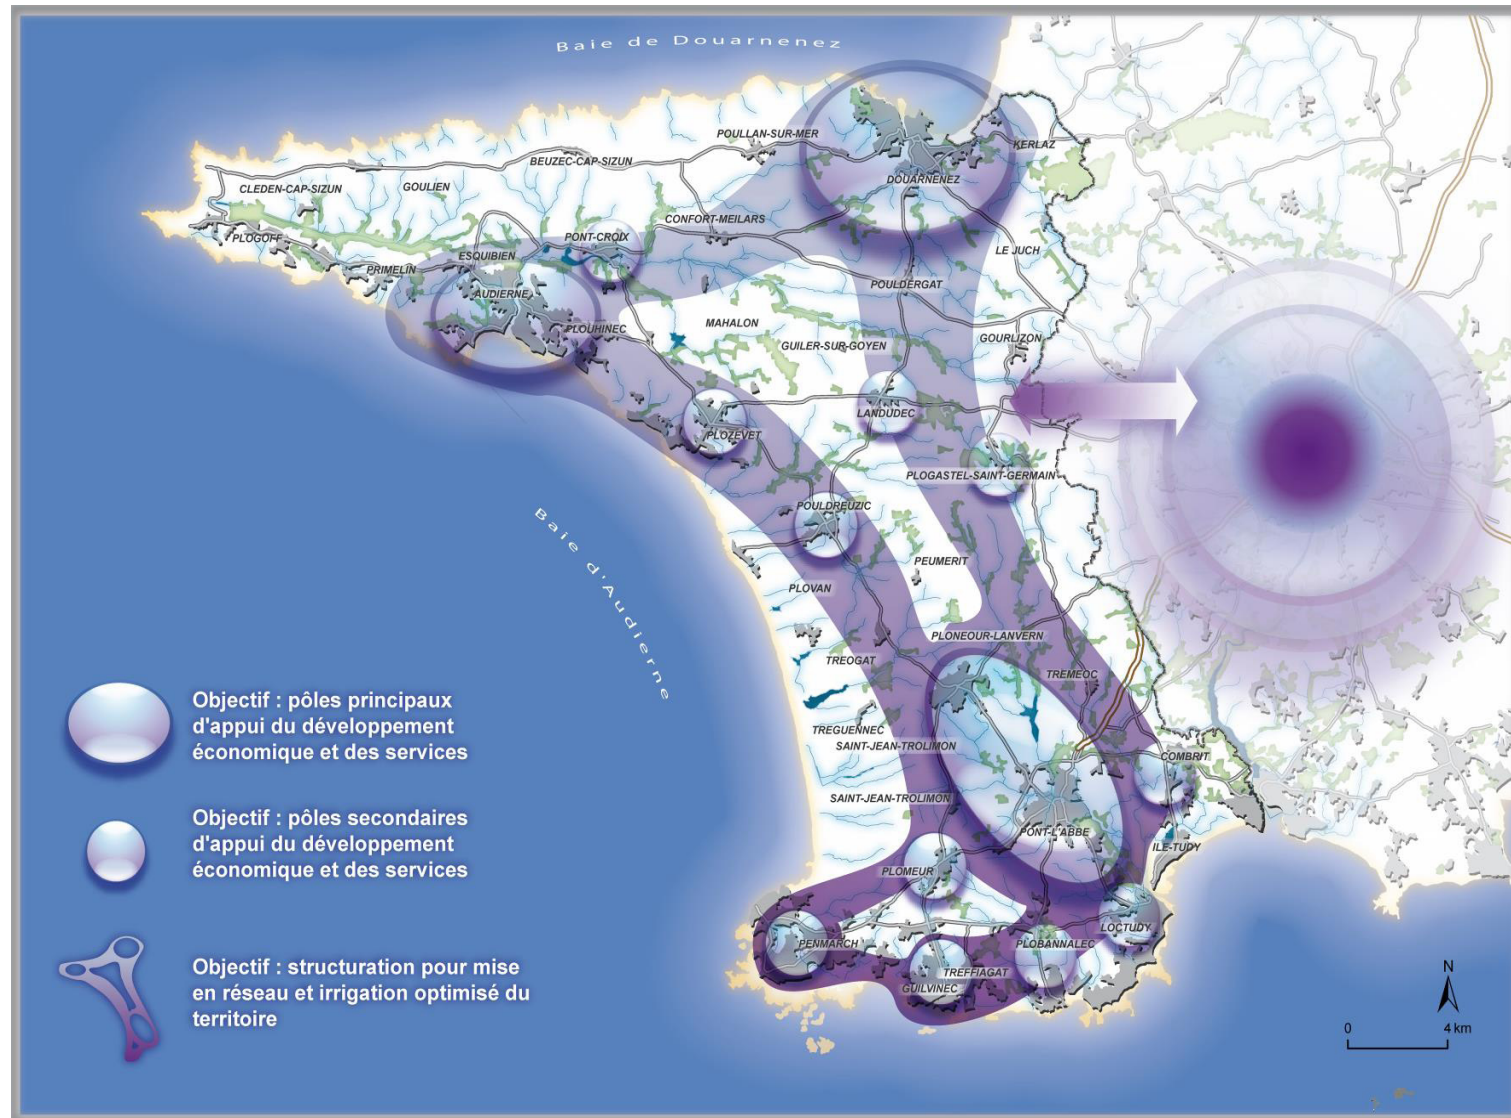 Baie de Douarnenez
POULLAN-SUR-MER
KERLAZ
BEUZEC-CAP-SIZUN
DOUARNENEZ
CLEDEN-CAP-SIZUN
GOULIEN
CONFORT-MEILARS
PLOGOFF
PONT-CROIX
LE JUCH
ESQUIBIEN
PRIMELIN
POULDERGAT
AUDIERNE
PLOUHINEC
MAHALON
GUILER-SUR-GOYEN
GOURLIZON
LANDUDEC
PLOZEVET
PLOGASTEL-SAINT-GERMAIN
POULDREUZIC
Baie d'Audierne
PEUMERIT
PLOVAN
PLONEOUR-LANVERN
TREOGAT
TREMEOC
TREGUENNEC
SAINT-JEAN-TROLIMON
COMBRIT
SAINT-JEAN-TROLIMON
PONT-L'ABBE
ILE-TUDY
PLOMEUR
LOCTUDY
PENMARCH
PLOBANNALEC
TREFFIAGAT
GUILVINEC
Objectif : pôles principaux
d'appui du développement
économique et des services
Objectif : pôles secondaires
d'appui du développement
économique et des services
Objectif : structuration pour mise
en réseau et irrigation optimisé du
territoire
N
0 4 km